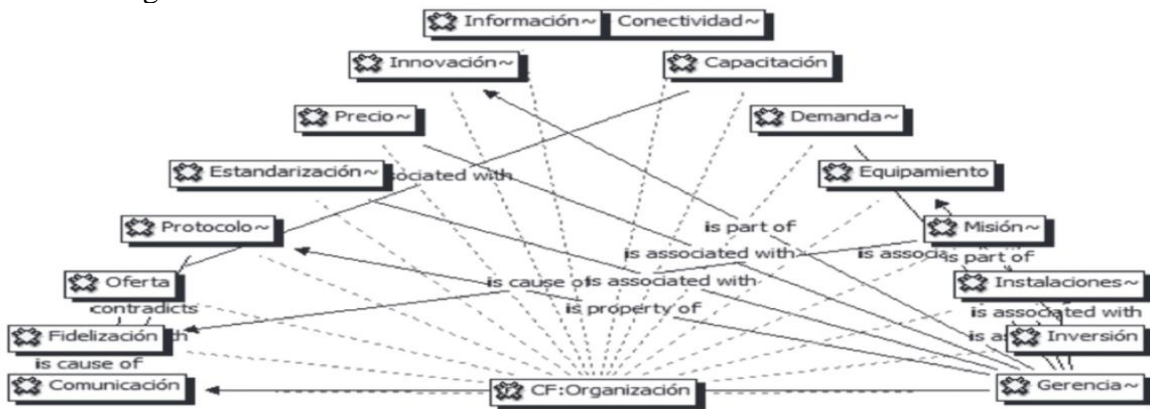 Información~ Conectividad~
Innovación~ Capacitación
Precio~ Demanda~
Estandarización~ sociated with Equipamiento
is part of
Protocolo~ Misión~
is associated with is part of
Oferta is cause of is associated with Instalaciones~
contradicts is property of is associated with
Fidelización Inversión
is cause of
Comunicación CF:Organización Gerencia~